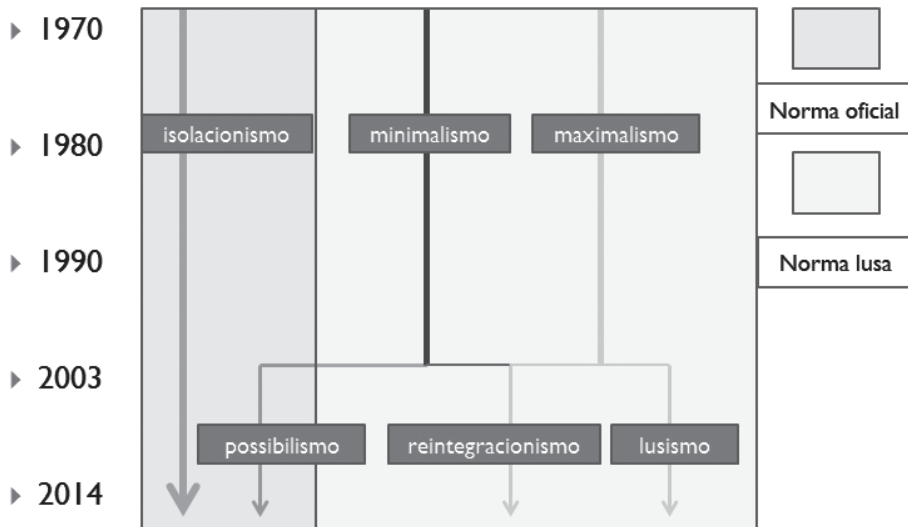 1970
Norma oficial
isolacionismo
minimalismo
maximalismo
1980
1990
Norma lusa
2003
possibilismo
reintegracionismo
lusismo
2014